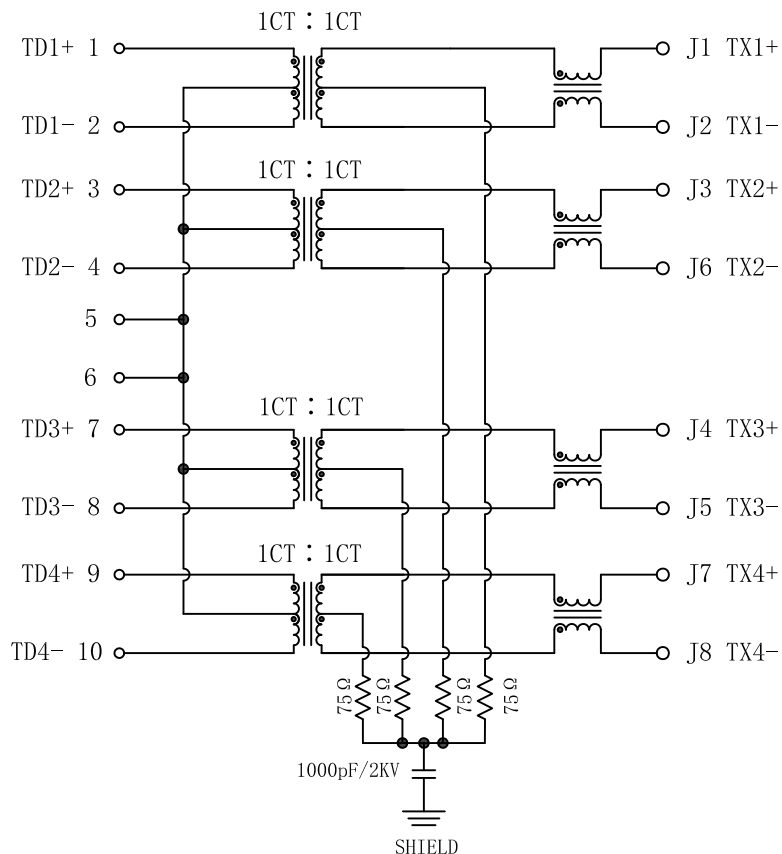 1CT：1CT
TD1+ 1
J1 TX1+
TD1- 2
J2 TX1-
1CT：1CT
TD2+ 3
J3 TX2+
TD2- 4
J6 TX2-
5
6
1CT：1CT
TD3+ 7
J4 TX3+
TD3- 8
J5 TX3-
1CT：1CT
TD4+ 9
J7 TX4+
TD4- 10
J8 TX4-
75Ω
75Ω
75Ω
75Ω
1000pF/2KV
SHIELD